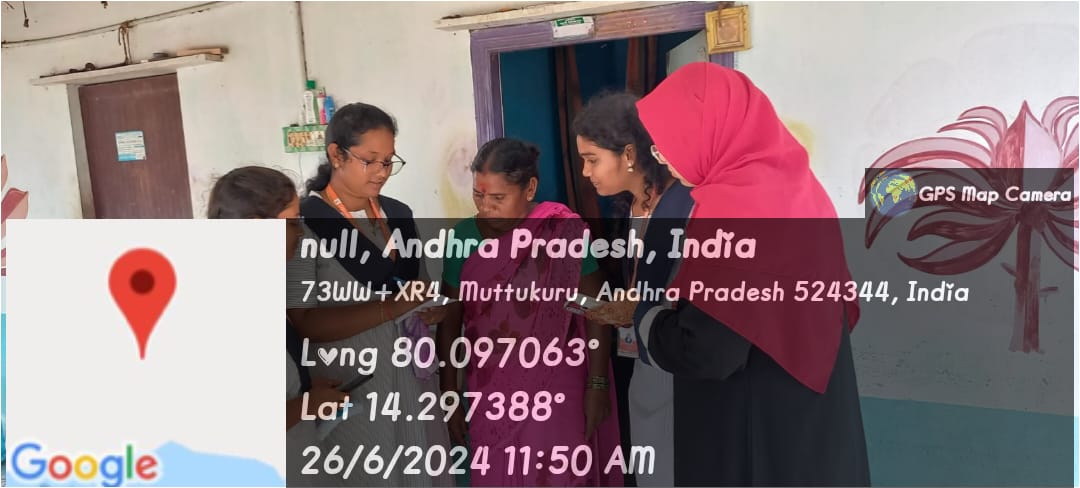 GPS Map Camera
null, Andhra Pradesh, India
73WW+XR4, Muttukuru, Andhra Pradesh 524344, India
Long 80.097063°
Lat 14.297388°
26/6/2024 11:50 AM
Google